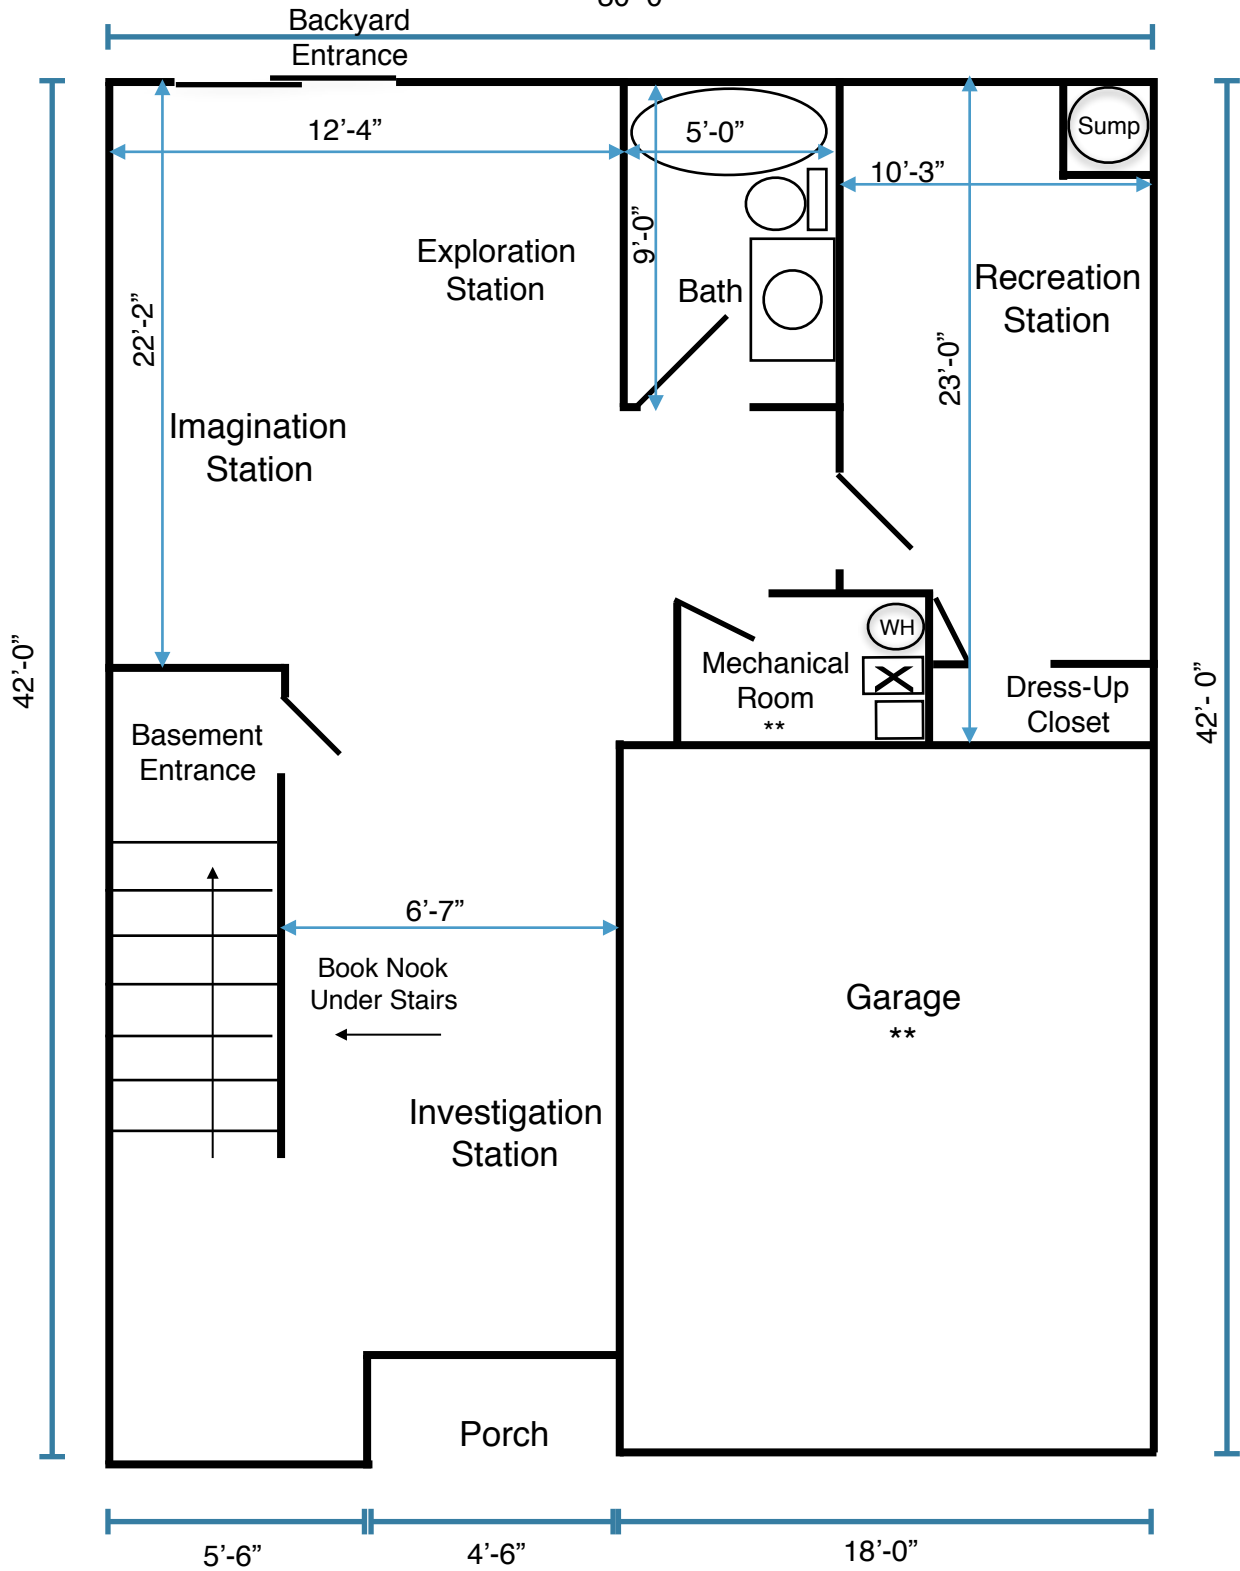 Backyard
Entrance
12’-4”
5’-0”
Sump
10’-3”
9’-0”
Exploration
Station
Bath
Recreation
Station
22’-2”
23’-0”
Imagination
Station
42’-0”
WH
Mechanical
Room
**
Dress-Up
Closet
42’- 0”
Basement
Entrance
6’-7”
Book Nook
Under Stairs
Garage
**
Investigation
Station
Porch
5’-6”
4’-6”
18’-0”